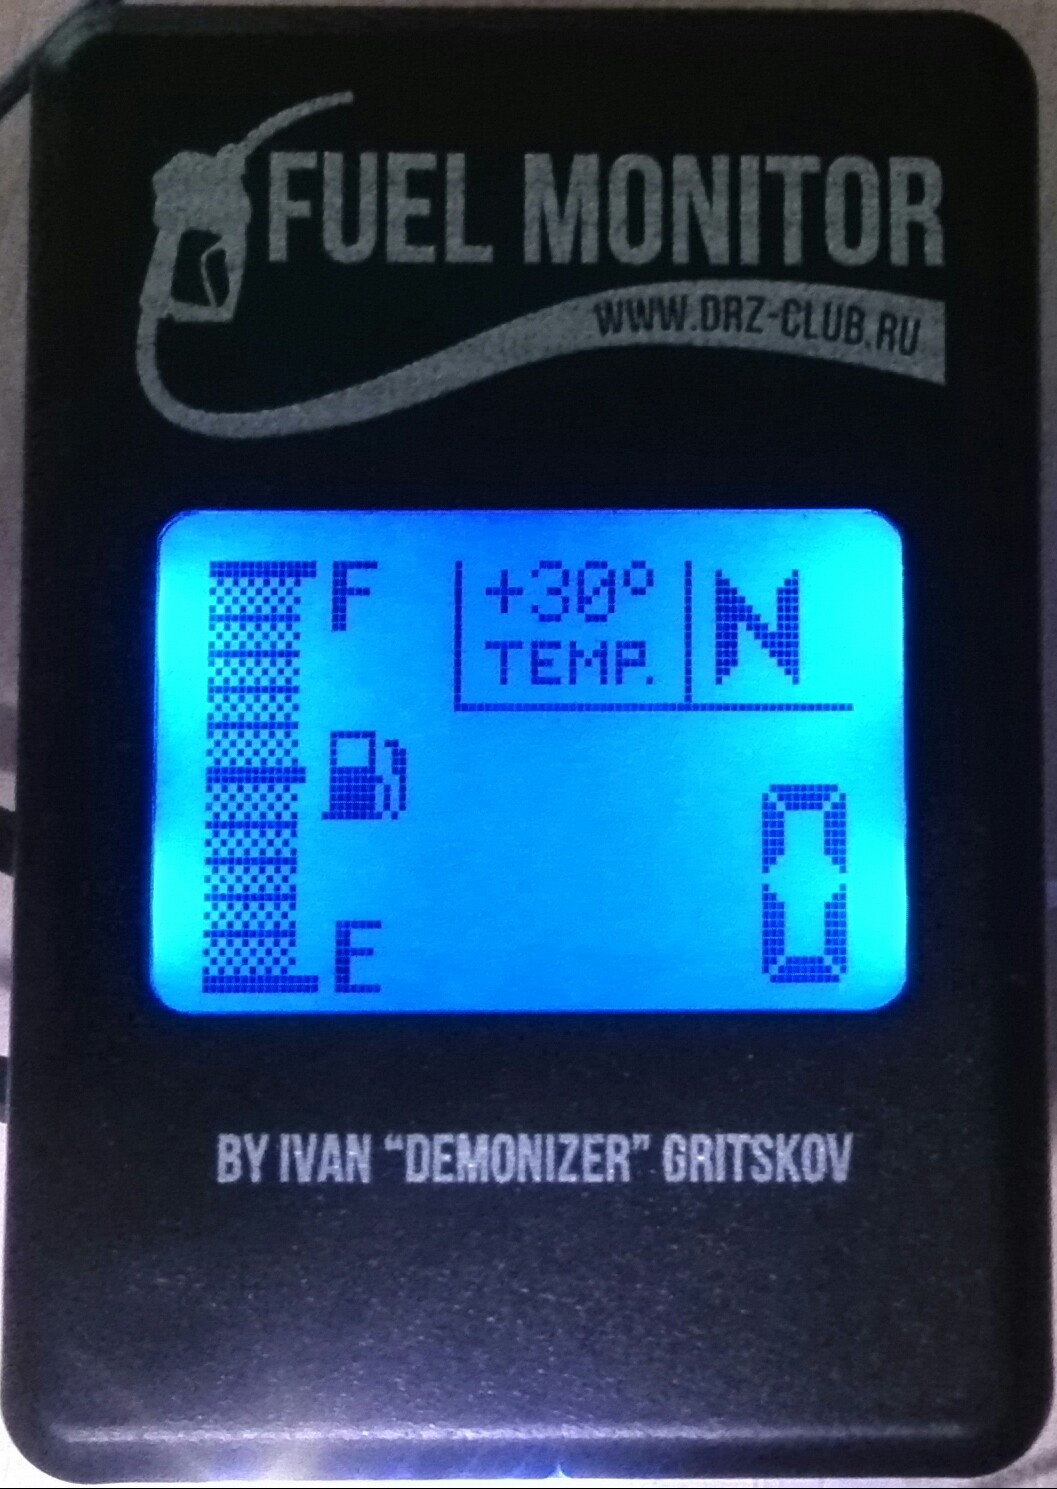 FUEL MONITOR
WWW.DRZ-CLUB.RU
F
+30°
TEMP.
N
0
E
BY IVAN “DEMONIZER” GRITSKOV